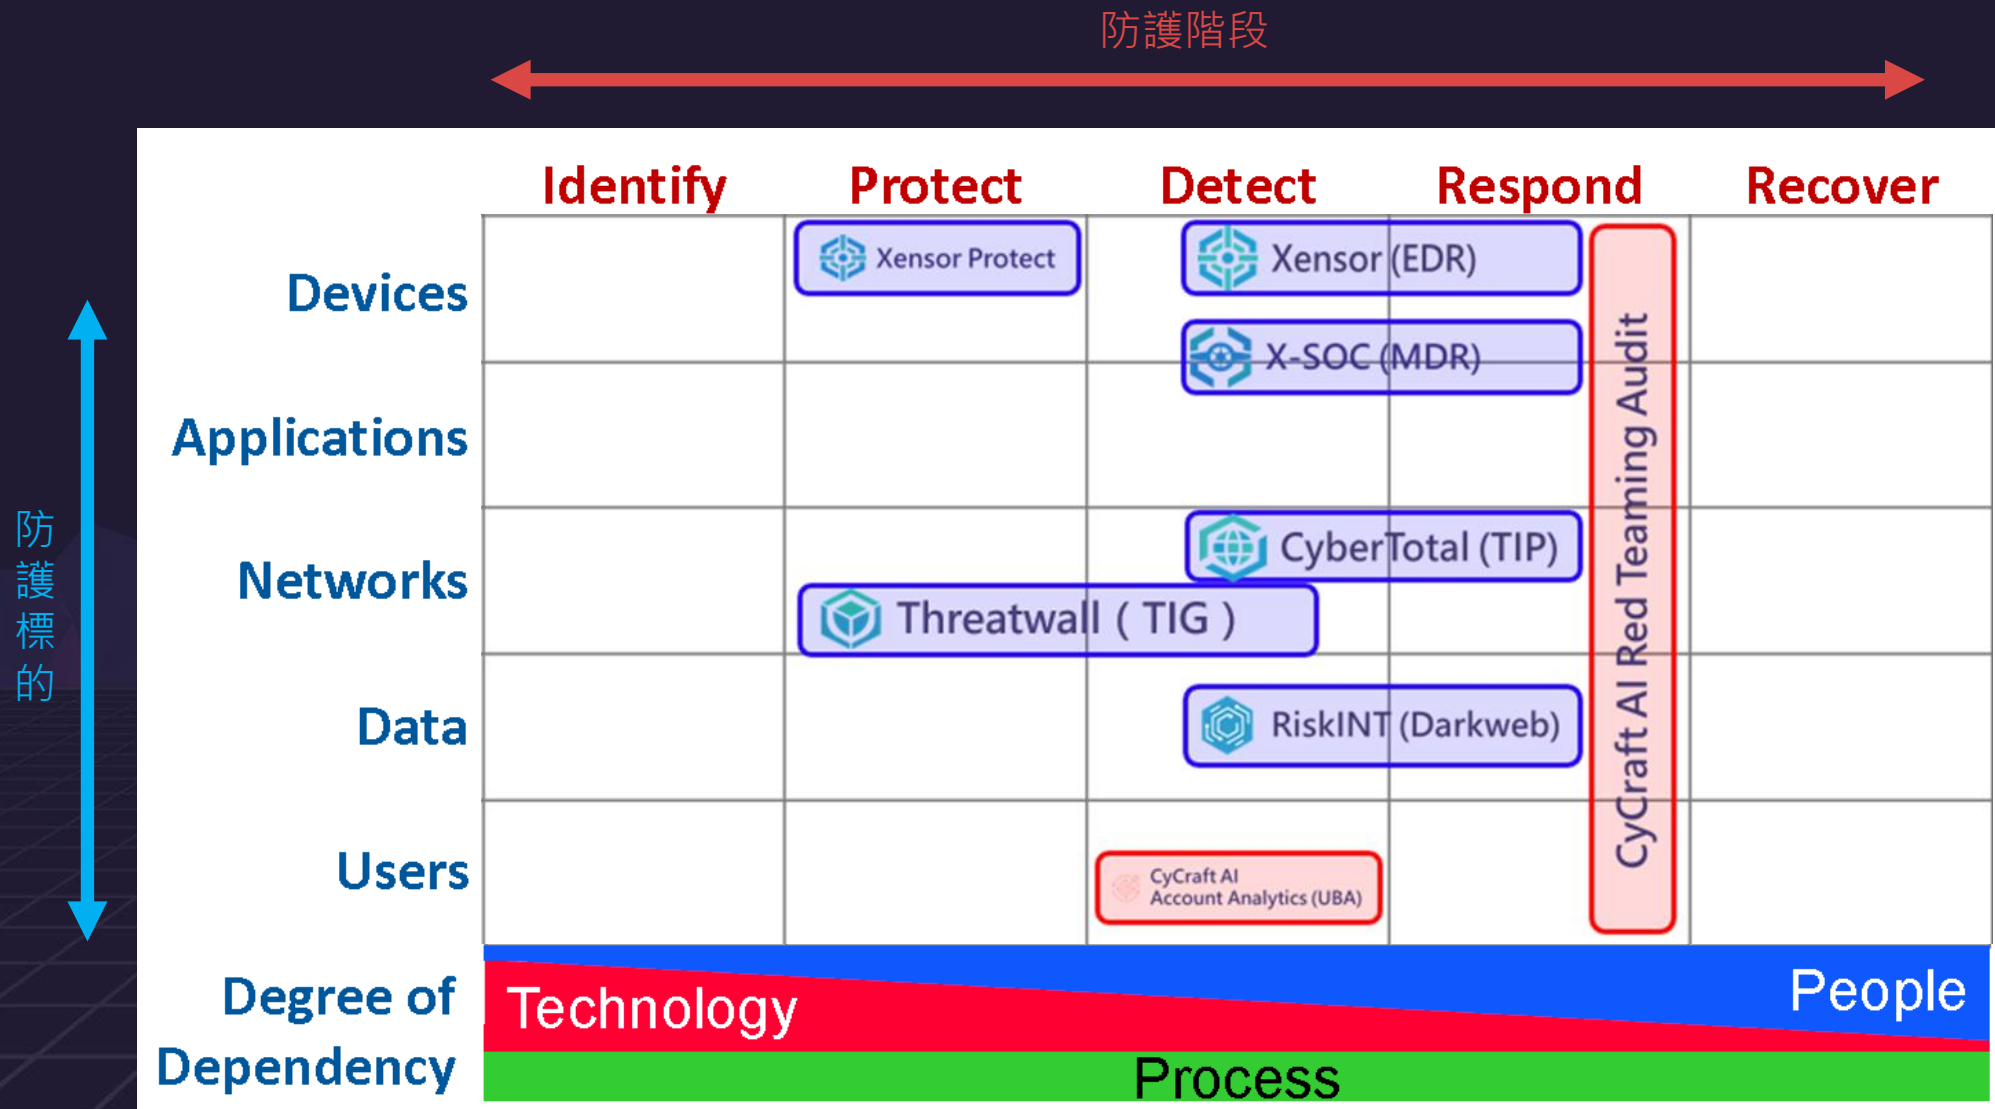 防護階段
Identify
Protect
Detect
Respond
Recover
防護標的
Devices
Xensor Protect
Xensor (EDR)
X-SOC (MDR)
CyCraft AI Red Teaming Audit
Applications
Networks
CyberTotal (TIP)
Threatwall ( TIG )
Data
RiskINT (Darkweb)
Users
CyCraft AI
Account Analytics (UBA)
Degree of
Dependency
Technology
People
Process